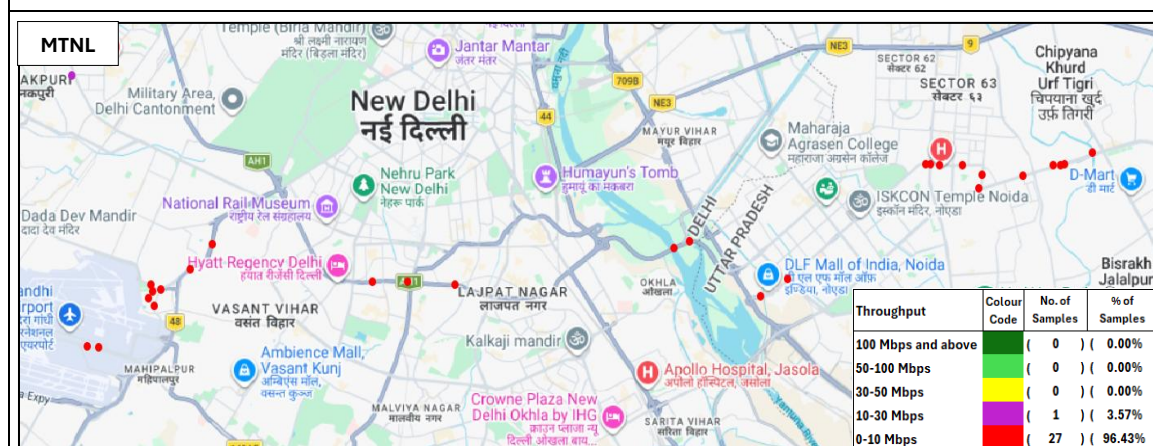 MTNL
Temple (Birla Mandir)
श्री लक्ष्मी नारायण
मंदिर (बिड़ला मंदिर)
Jantar Mantar
जंतर मंतर
AKPURI
नकपुरी
Military Area,
Delhi Cantonment
New Delhi
नई दिल्ली
यमुना नदी
709B
NE3
NE3
9
44
SECTOR 62
सेक्टर 62
SECTOR 63
सेक्टर ६३
Chipyana
Khurd
Urf Tigri
चिपयाना खुर्द
उर्फ़ तिगरी
MAYUR VIHAR
मयूर विहार
Maharaja
Agrasen College
महाराजा अग्रसेन कॉलेज
AH1
Nehru Park
New Delhi
नेहरू पार्क
Humayun's Tomb
हुमायूं का मकबरा
National Rail Museum
राष्ट्रीय रेल संग्रहालय
ISKCON Temple Noida
इस्कॉन मंदिर, नोएडा
D-Mart
डी मार्ट
Dada Dev Mandir
दादा देव मंदिर
DELHI
UTTAR PRADESH
Hyatt Regency Delhi
हयात रीजेंसी दिल्ली
DLF Mall of India, Noida
OKHLA
ओखला
LAJPAT NAGAR
लाजपत नगर
VASANT VIHAR
वसंत विहार
48
Bisrakh
Jalalpur
andhi
rport
Kalkaji mandir
Ambience Mall,
Vasant Kunj
अम्बिएंस मॉल,
वसन्त कुञ्ज
MAHIPALPUR
महिपालपुर
Apollo Hospital, Jasola
अपोलो हॉस्पिटल, जसोला
MALVIYA NAGAR
मालवीय नगर
Crowne Plaza New
Delhi Okhla by IHG
क्राउन प्लाजा न्यू
दिल्ली ओखला बाय...
SARITA VIHAR
सरिता विहार
a Expy
Throughput Colour Code No. of Samples % of Samples
100 Mbps and above ( 0 ) ( 0.00%
50-100 Mbps ( 0 ) ( 0.00%
30-50 Mbps ( 0 ) ( 0.00%
10-30 Mbps ( 1 ) ( 3.57%
0-10 Mbps ( 27 ) ( 96.43%